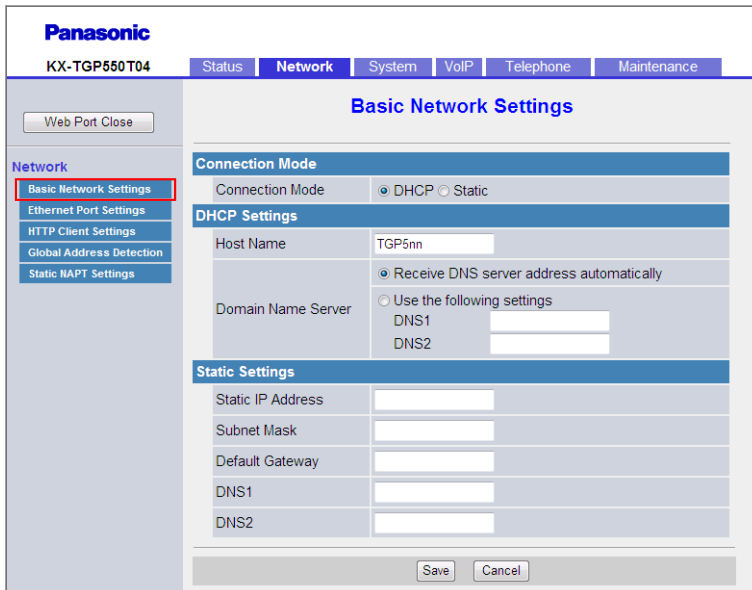 Panasonic
KX-TGP550T04
Status Network System VoIP Telephone Maintenance
Web Port Close
Network
Basic Network Settings
Ethernet Port Settings
HTTP Client Settings
Global Address Detection
Static NAPT Settings
Basic Network Settings
Connection Mode
Connection Mode DHCP Static
DHCP Settings
Host Name TGP5nn
Domain Name Server
Receive DNS server address automatically
Use the following settings
DNS1
DNS2
Static Settings
Static IP Address
Subnet Mask
Default Gateway
DNS1
DNS2
Save Cancel